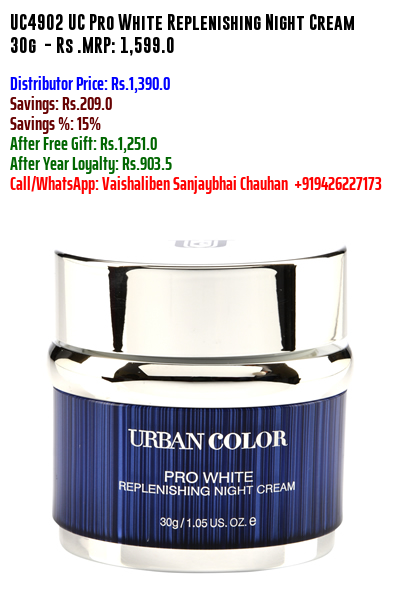 UC4902 UC Pro White Replenishing Night Cream
30g - Rs .MRP: 1,599.0
Distributor Price: Rs.1,390.0
Savings: Rs.209.0
Savings %: 15%
After Free Gift: Rs.1,251.0
After Year Loyalty: Rs.903.5
Call/WhatsApp: Vaishaliben Sanjaybhai Chauhan +919426227173
URBAN COLOR
PRO WHITE
REPLENISHING NIGHT CREAM
30g / 1.05 US. OZ. e